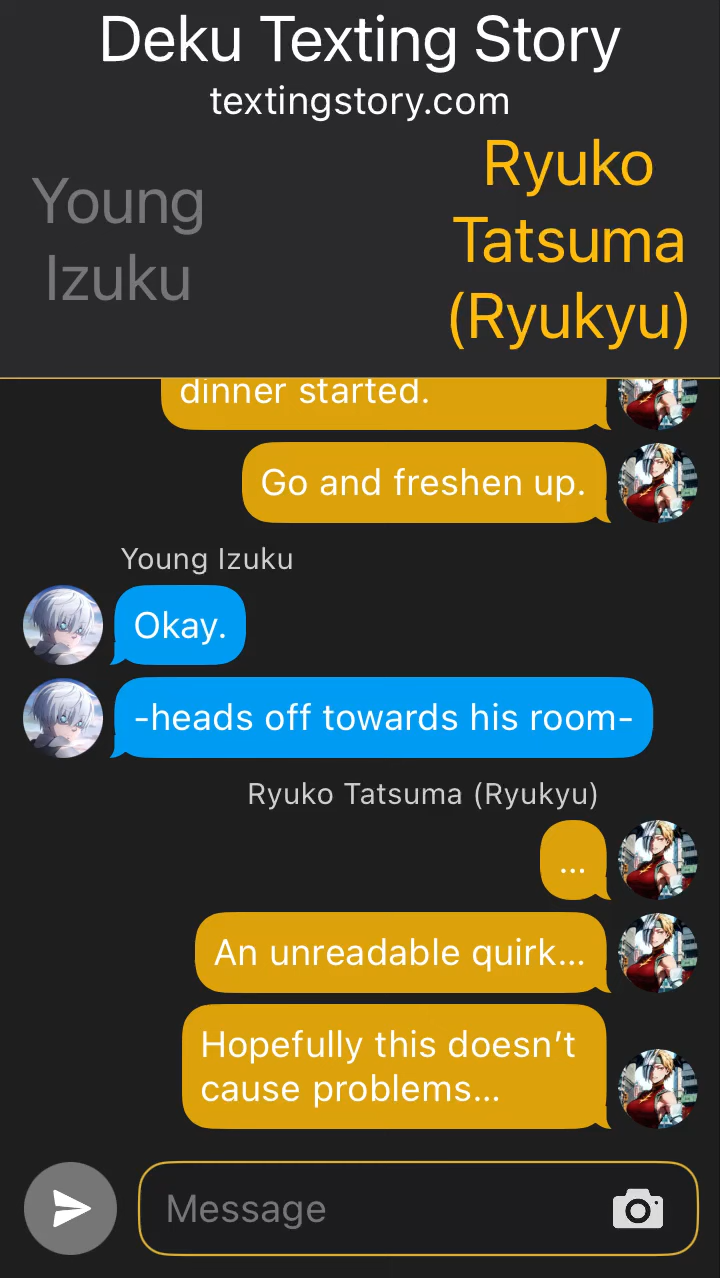 Deku Texting Story
textingstory.com
Young
Izuku
Ryuko
Tatsuma
(Ryukyu)
dinner started.
Go and freshen up.
Young Izuku
Okay.
-heads off towards his room-
Ryuko Tatsuma (Ryukyu)
...
An unreadable quirk...
Hopefully this doesn’t
cause problems...
Message